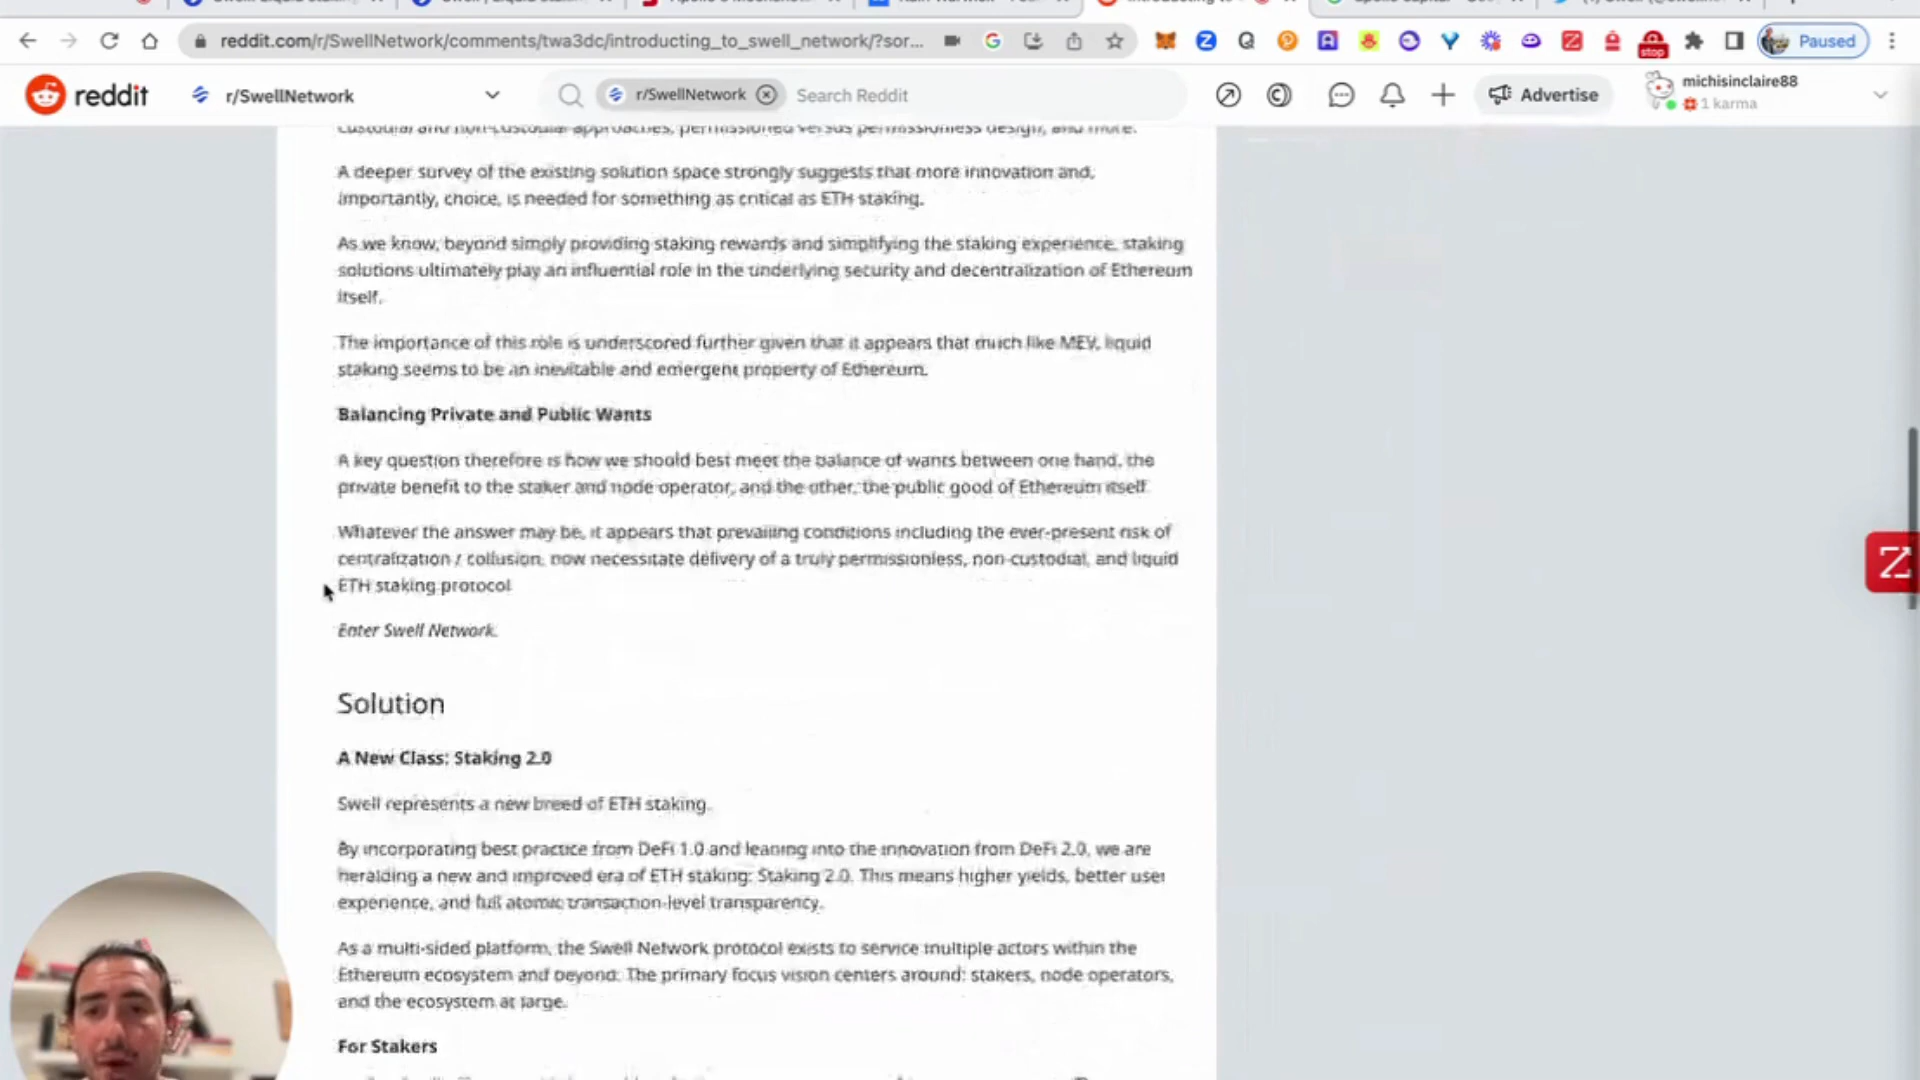 reddit.com/r/SwellNetwork/comments/twa3dc/introducting_to_swell_network/?sor...
stop
Paused
reddit
r/SwellNetwork
r/SwellNetwork
Search Reddit
Advertise
michisinclaire88
1 karma
custodial and non-custodial approaches, permissioned versus permissionless design, and more.
A deeper survey of the existing solution space strongly suggests that more innovation and,
importantly, choice, is needed for something as critical as ETH staking.
As we know, beyond simply providing staking rewards and simplifying the staking experience, staking
solutions ultimately play an influential role in the underlying security and decentralization of Ethereum
itself.
The importance of this role is underscored further given that it appears that much like MEV, liquid
staking seems to be an inevitable and emergent property of Ethereum.
Balancing Private and Public Wants
A key question therefore is how we should best meet the balance of wants between one hand, the
private benefit to the staker and node operator, and the other, the public good of Ethereum itself
Whatever the answer may be, it appears that prevailing conditions including the ever-present risk of
centralization / collusion, now necessitate delivery of a truly permissionless, non-custodial, and liquid
ETH staking protocol
Enter Swell Network.
Solution
A New Class: Staking 2.0
Swell represents a new breed of ETH staking.
By incorporating best practice from DeFi 1.0 and leaning into the innovation from DeFi 2.0, we are
heralding a new and improved era of ETH staking: Staking 2.0. This means higher yields, better user
experience, and full atomic transaction-level transparency.
As a multi-sided platform, the Swell Network protocol exists to service multiple actors within the
Ethereum ecosystem and beyond. The primary focus vision centers around: stakers, node operators,
and the ecosystem at large.
For Stakers